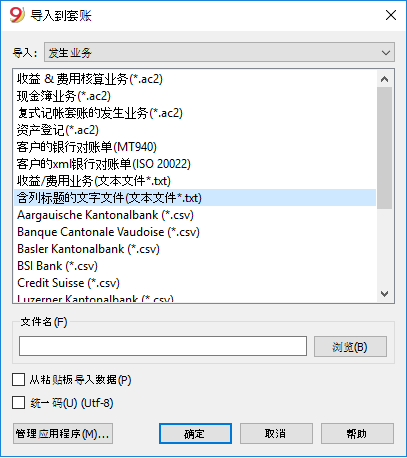 9 导入到套账
导入: 发生业务
收益 & 费用核算业务(*.ac2)
现金簿业务(*.ac2)
复式记帐套账的发生业务(*.ac2)
资产登记(*.ac2)
客户的银行对账单(MT940)
客户的xml银行对账单(ISO 20022)
收益/费用业务(文本文件*.txt)
含列标题的文字文件(文本文件*.txt)
Aargauische Kantonalbank (*.csv)
Banque Cantonale Vaudoise (*.csv)
Basler Kantonalbank (*.csv)
BSI Bank (*.csv)
Credit Suisse (*.csv)
Luzerner Kantonalbank (*.csv)
文件名(F)
浏览(B)
从粘贴板导入数据(P)
统一码(U) (Utf-8)
管理应用程序(M)...
确定
取消
帮助